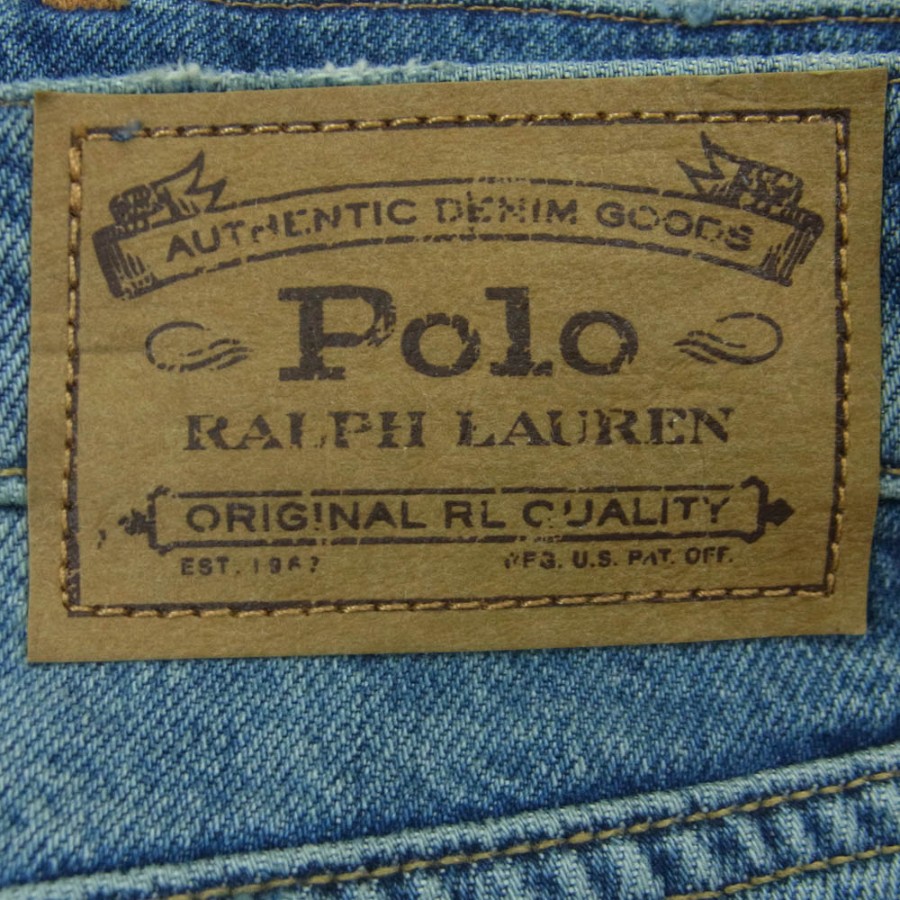 AUTHENTIC DENIM GOODS
Polo
RALPH LAUREN
ORIGINAL RL QUALITY
EST. 1967
REG. U.S. PAT. OFF.